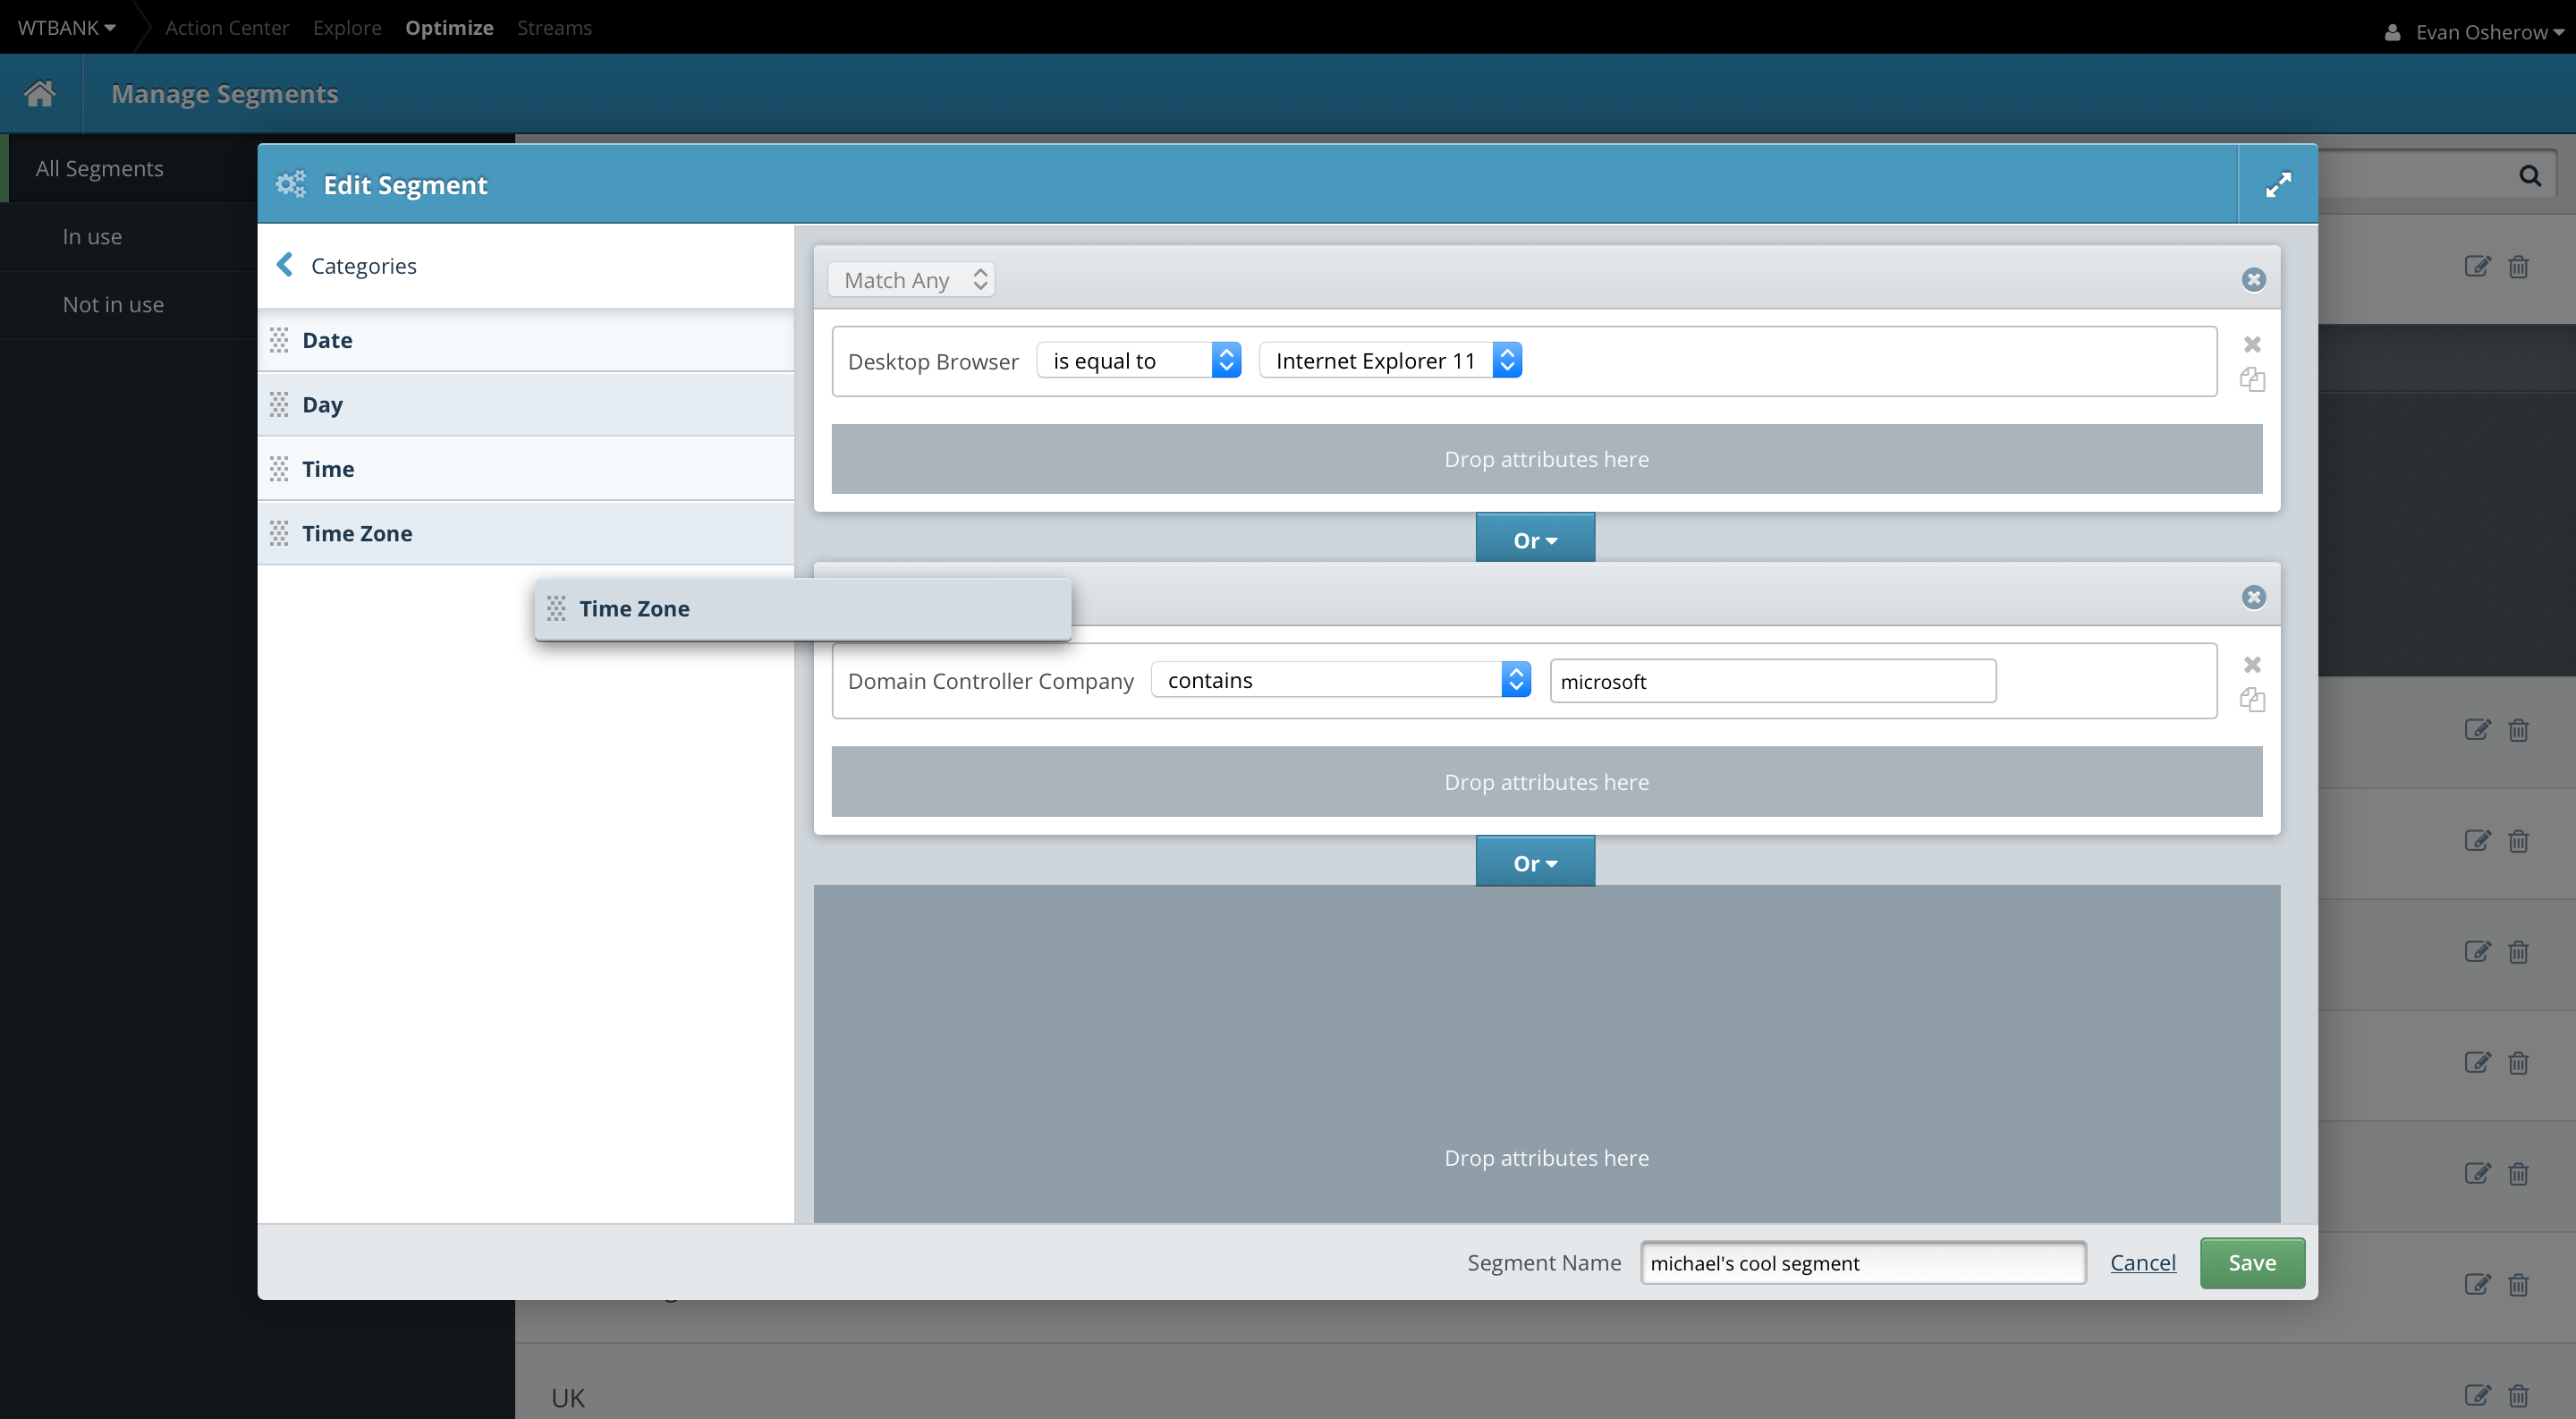 WTBANK Action Center Explore Optimize Streams Evan Osherow
Manage Segments
All Segments
In use
Not in use
Edit Segment
Categories
Date
Day
Time
Time Zone
Time Zone
Match Any
Desktop Browser is equal to Internet Explorer 11
Drop attributes here
Or
Domain Controller Company contains microsoft
Drop attributes here
Or
Drop attributes here
Segment Name michael's cool segment Cancel Save
UK